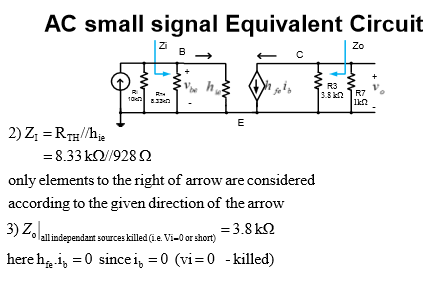 AC small signal Equivalent Circuit
Zi
B
C
Zo
+
Vbe
-
hie
hfe ib
Ri
10kΩ
RTH
8.33kΩ
R3
3.8 kΩ
R7
1kΩ
+
vo
-
E
2) ZI = RTH//hie
= 8.33 kΩ//928 Ω
only elements to the right of arrow are considered
according to the given direction of the arrow
3) Zo|all independent sources killed (i.e. Vi=0 or short) = 3.8 kΩ
here hfe.ib = 0 since ib = 0 (vi = 0 - killed)